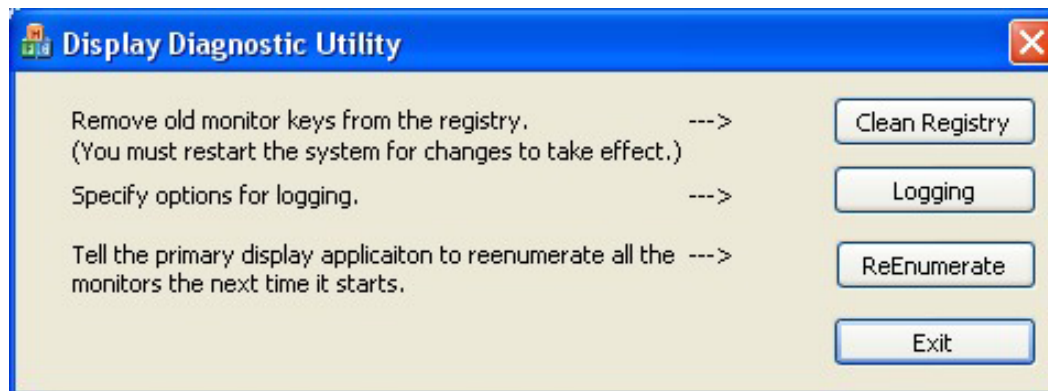 Display Diagnostic Utility
Remove old monitor keys from the registry. ---> Clean Registry
(You must restart the system for changes to take effect.)
Specify options for logging. ---> Logging
Tell the primary display applicaiton to reenumerate all the ---> ReEnumerate
monitors the next time it starts.
Exit